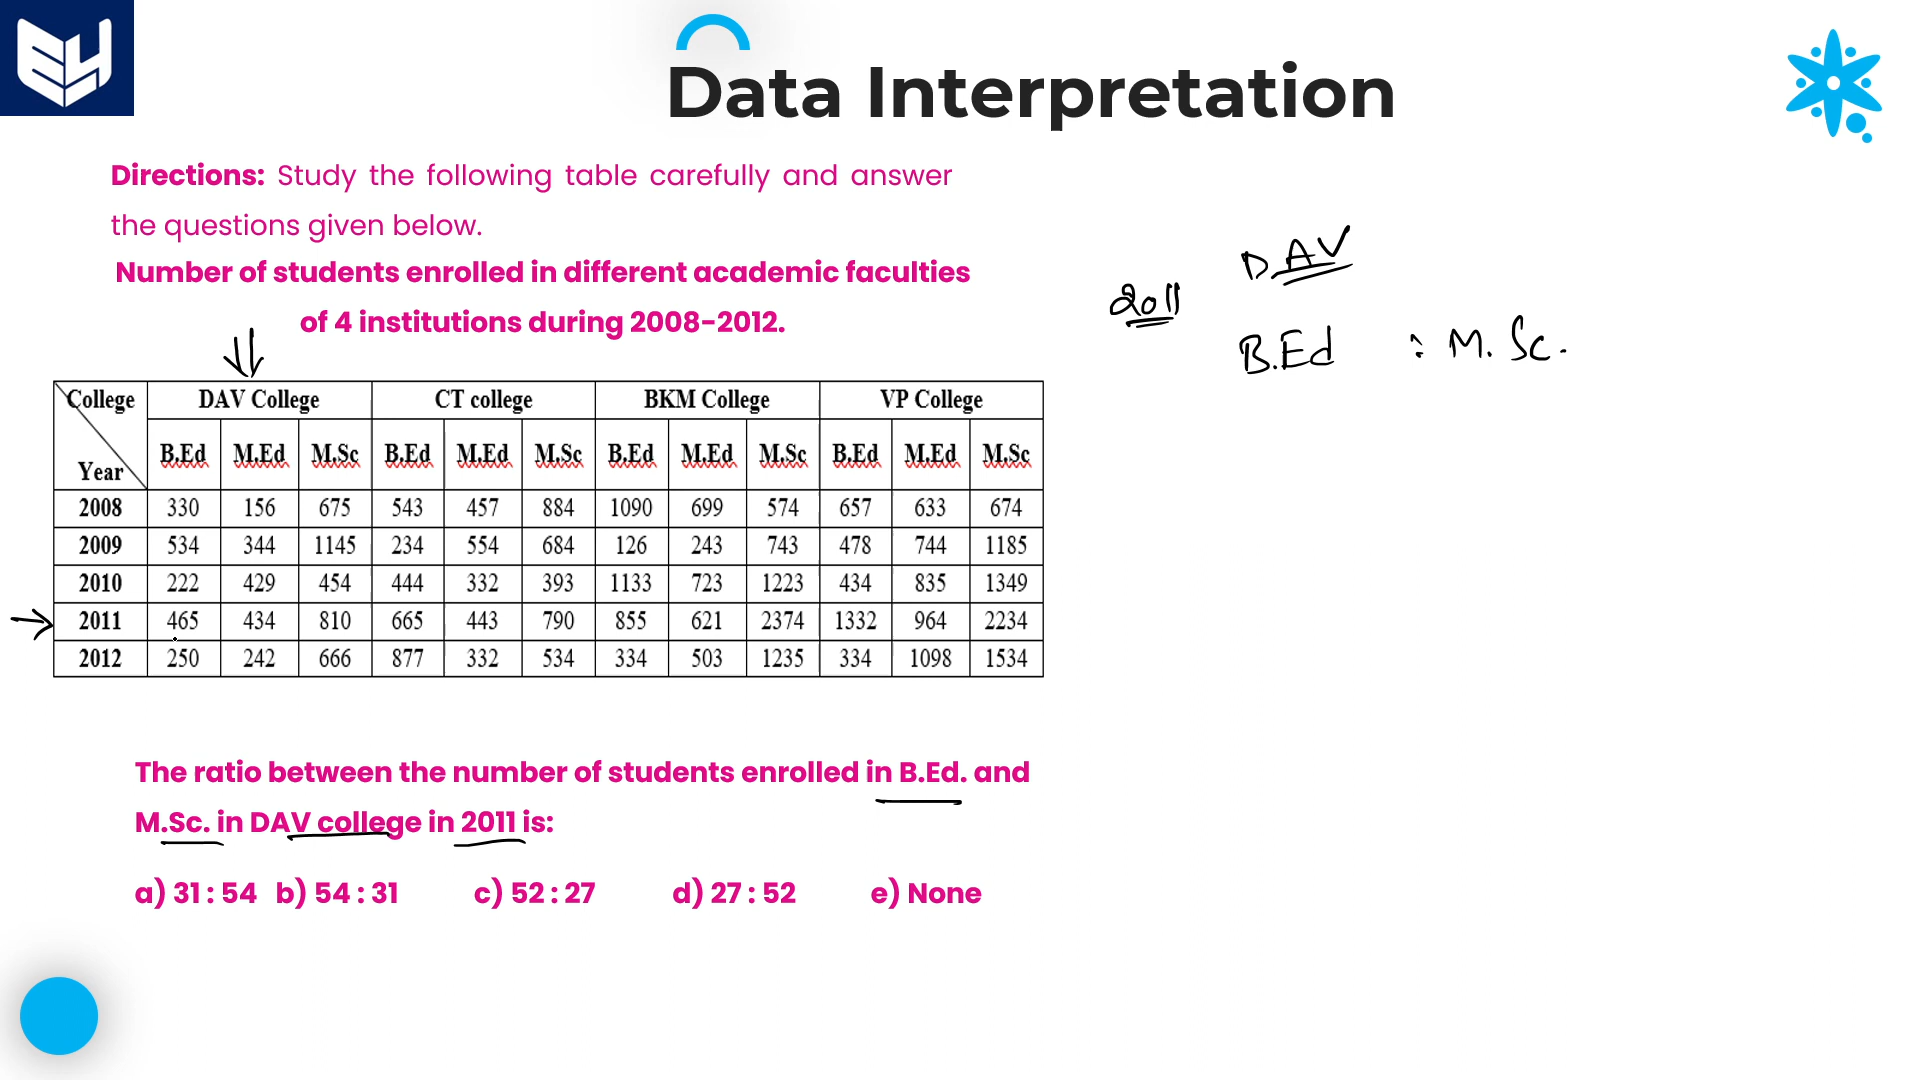 Data Interpretation
Directions: Study the following table carefully and answer
the questions given below.
Number of students enrolled in different academic faculties
of 4 institutions during 2008-2012.
DAV
2011
B.Ed : M.Sc.
College DAV College CT college BKM College VP College
Year B.Ed M.Ed M.Sc B.Ed M.Ed M.Sc B.Ed M.Ed M.Sc B.Ed M.Ed M.Sc
2008 330 156 675 543 457 884 1090 699 574 657 633 674
2009 534 344 1145 234 554 684 126 243 743 478 744 1185
2010 222 429 454 444 332 393 1133 723 1223 434 835 1349
2011 465 434 810 665 443 790 855 621 2374 1332 964 2234
2012 250 242 666 877 332 534 334 503 1235 334 1098 1534
The ratio between the number of students enrolled in B.Ed. and
M.Sc. in DAV college in 2011 is:
a) 31 : 54 b) 54 : 31 c) 52 : 27 d) 27 : 52 e) None